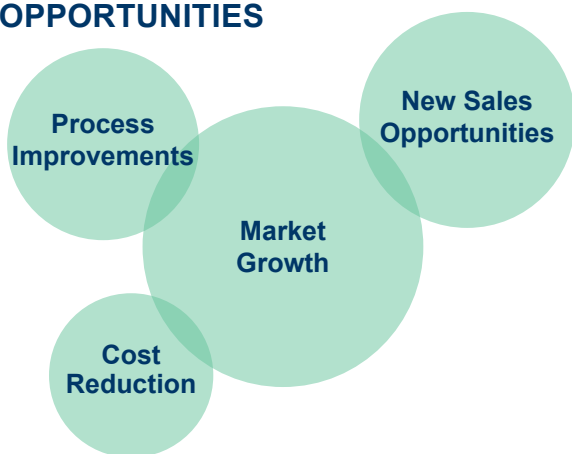 OPPORTUNITIES
Process
Improvements
New Sales
Opportunities
Market
Growth
Cost
Reduction